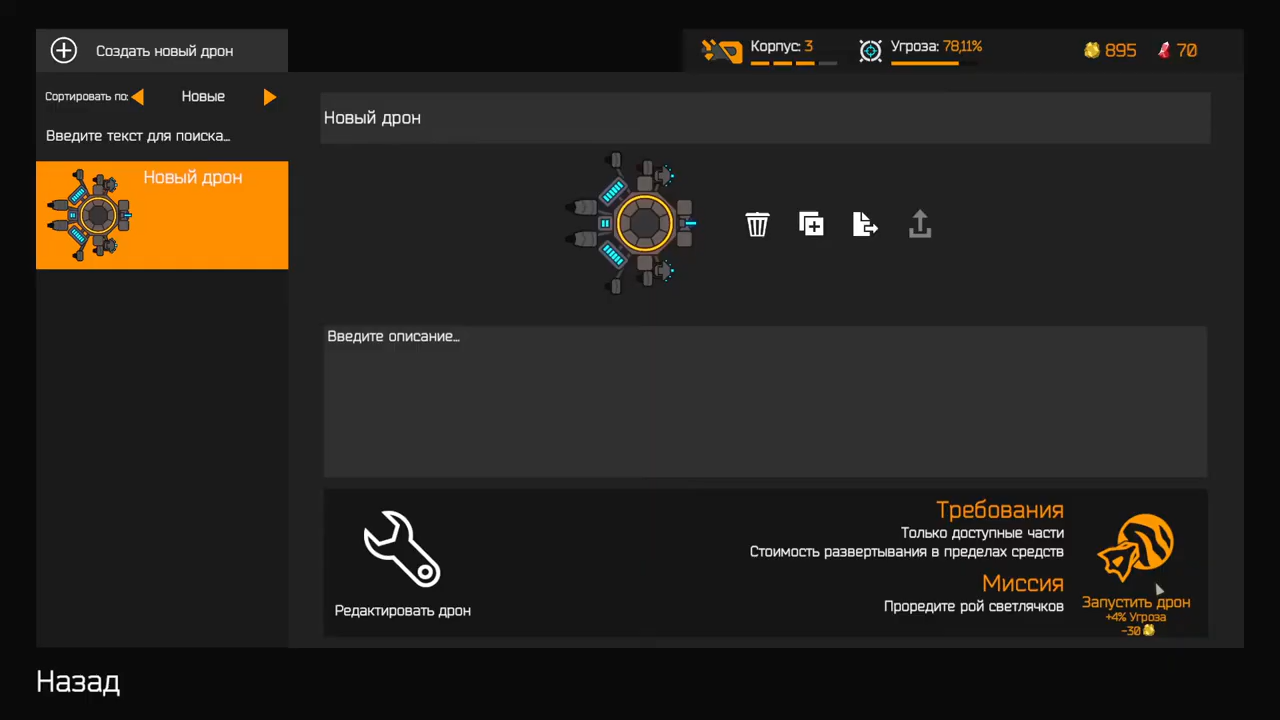 Создать новый дрон
Корпус: 3
Угроза: 78,11%
895
70
Сортировать по:
Новые
Введите текст для поиска...
Новый дрон
Новый дрон
Введите описание...
Редактировать дрон
Требования
Только доступные части
Стоимость развертывания в пределах средств
Миссия
Проредите рой светлячков
Запустить дрон
+4% Угроза
-30
Назад